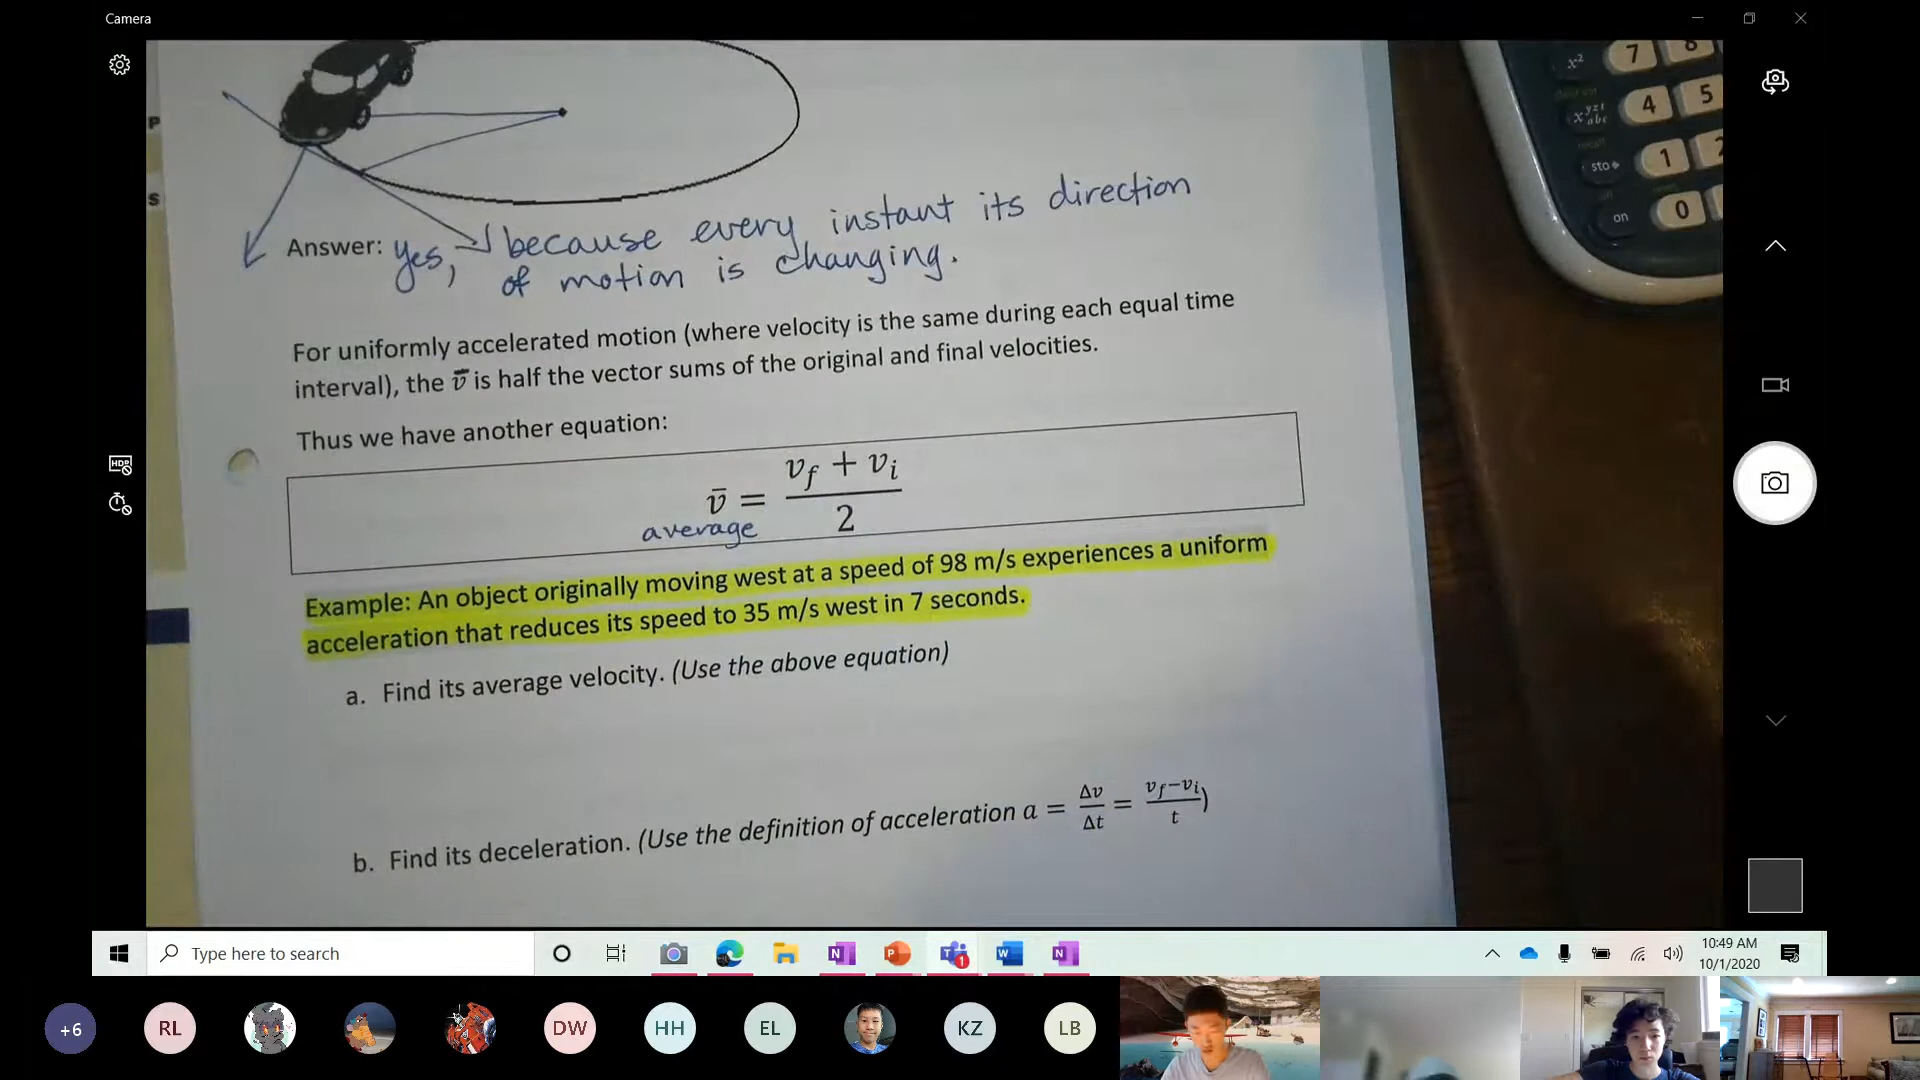 Camera
x² 7 8
xyzt abc 4 5
sto 1 2
on 0
P
S
Answer: yes, because every instant its direction
of motion is changing.
For uniformly accelerated motion (where velocity is the same during each equal time
interval), the v̅ is half the vector sums of the original and final velocities.
Thus we have another equation:
v̅ = (v_f + v_i) / 2
average
Example: An object originally moving west at a speed of 98 m/s experiences a uniform
acceleration that reduces its speed to 35 m/s west in 7 seconds.
a. Find its average velocity. (Use the above equation)
b. Find its deceleration. (Use the definition of acceleration a = Δv/Δt = (v_f−v_i)/t)
HDR
Type here to search
10:49 AM
10/1/2020
+6 RL DW HH EL KZ LB